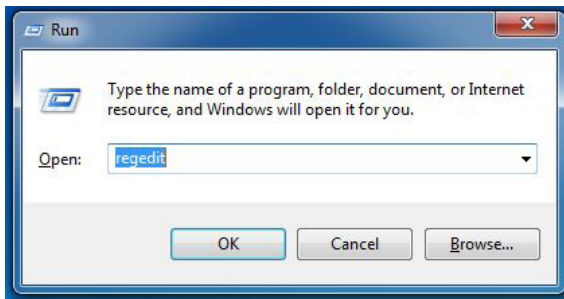 Run
Type the name of a program, folder, document, or Internet
resource, and Windows will open it for you.
Open: regedit
OK Cancel Browse...